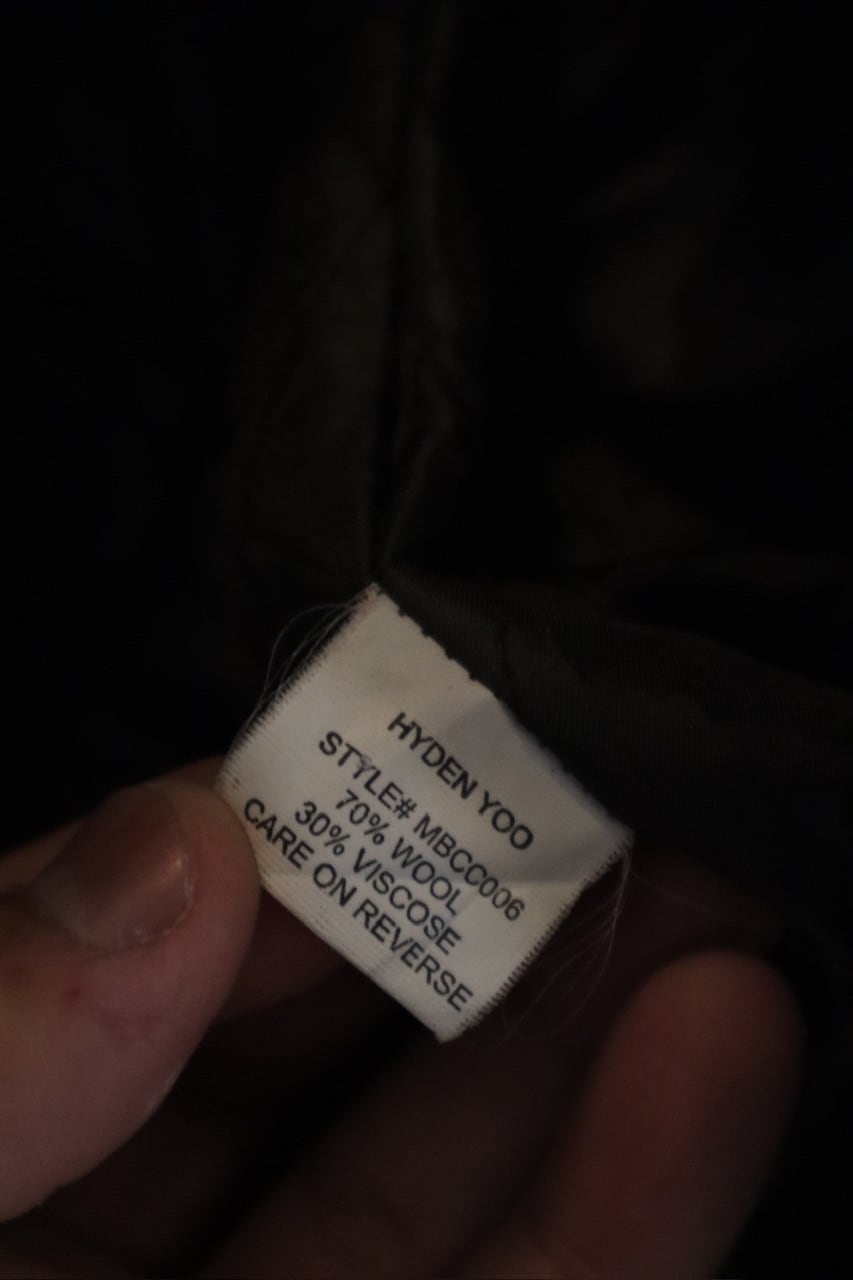 HYDEN YOO
STYLE# MBCC006
70% WOOL
30% VISCOSE
CARE ON REVERSE